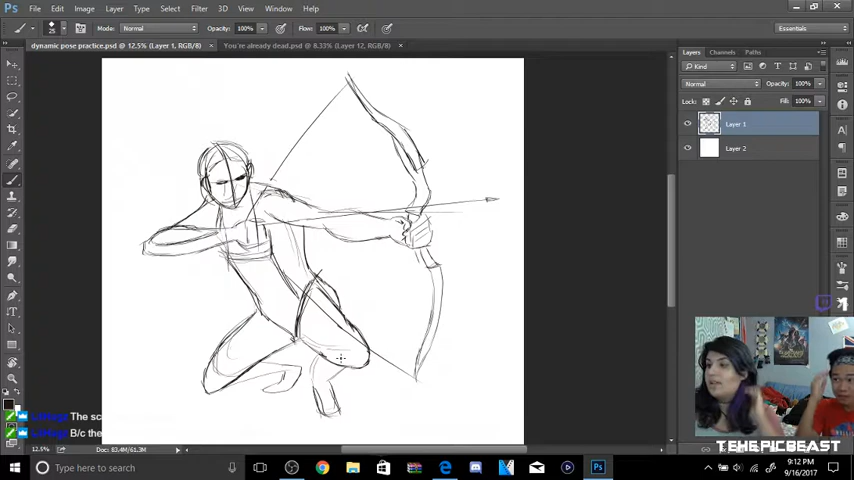 Ps File Edit Image Layer Type Select Filter 3D View Window Help
25 Mode: Normal Opacity: 100% Flow: 100% Essentials
dynamic pose practice.psd @ 12.5% (Layer 1, RGB/8) × You're already dead.psd @ 8.33% (Layer 12, RGB/8) ×
Layers Channels Paths
Kind
Normal Opacity: 100%
Lock: Fill: 100%
Layer 1
Layer 2
The sc
B/c the
TEHEPICBEAST
12.5% Doc: 83.4M/61.3M
Type here to search
9:12 PM
9/16/2017